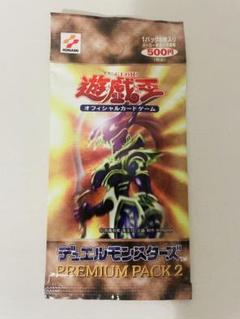 KONAMI
1パック5枚入り
500円
遊戯王
オフィシャルカードゲーム
デュエルモンスターズ
PREMIUM PACK 2